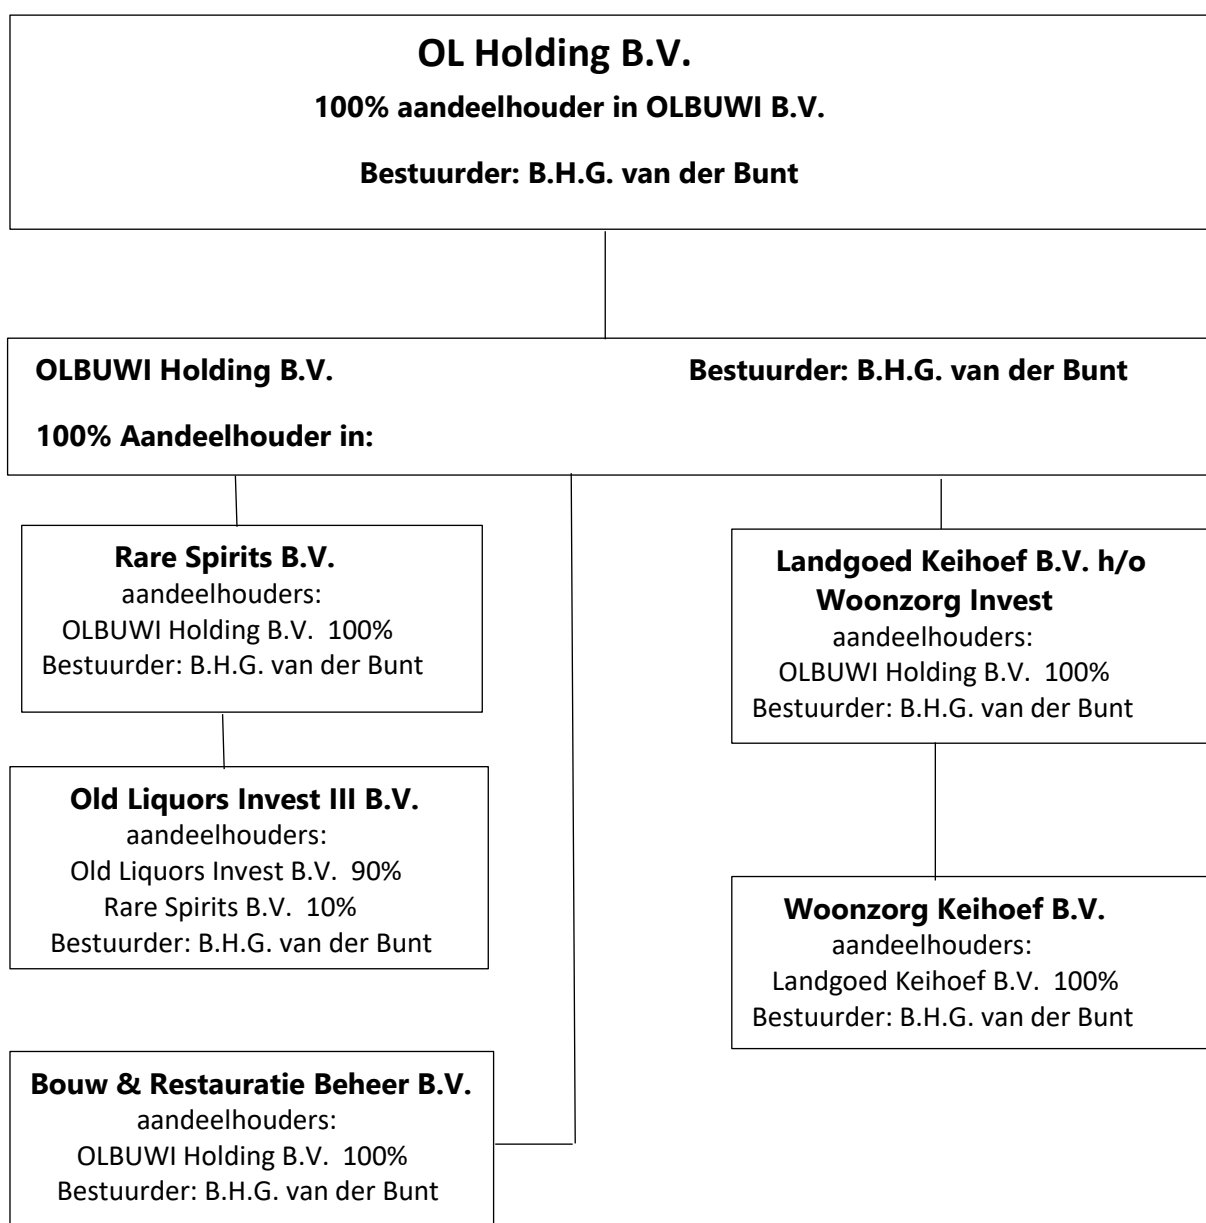 OL Holding B.V.
100% aandeelhouder in OLBUWI B.V.
Bestuurder: B.H.G. van der Bunt
OLBUWI Holding B.V. Bestuurder: B.H.G. van der Bunt
100% Aandeelhouder in:
Rare Spirits B.V.
aandeelhouders:
OLBUWI Holding B.V. 100%
Bestuurder: B.H.G. van der Bunt
Landgoed Keihoef B.V. h/o
Woonzorg Invest
aandeelhouders:
OLBUWI Holding B.V. 100%
Bestuurder: B.H.G. van der Bunt
Old Liquors Invest III B.V.
aandeelhouders:
Old Liquors Invest B.V. 90%
Rare Spirits B.V. 10%
Bestuurder: B.H.G. van der Bunt
Woonzorg Keihoef B.V.
aandeelhouders:
Landgoed Keihoef B.V. 100%
Bestuurder: B.H.G. van der Bunt
Bouw & Restauratie Beheer B.V.
aandeelhouders:
OLBUWI Holding B.V. 100%
Bestuurder: B.H.G. van der Bunt